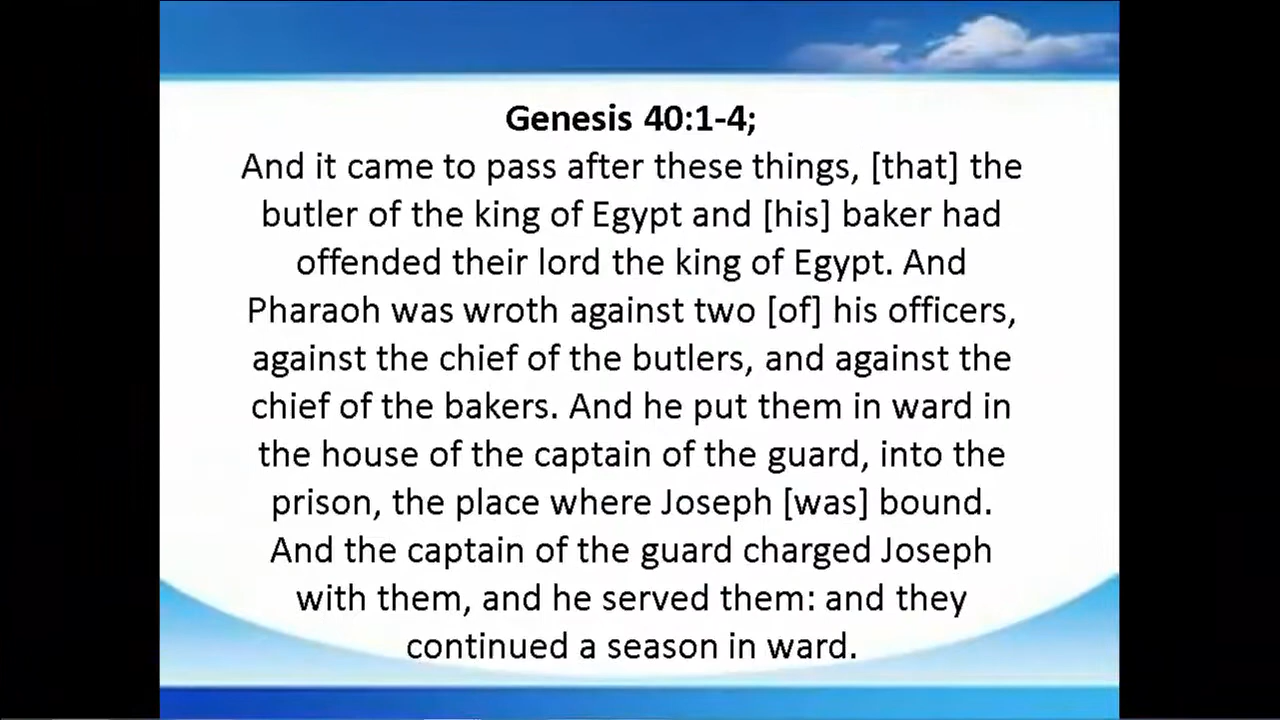 Genesis 40:1-4;
And it came to pass after these things, [that] the
butler of the king of Egypt and [his] baker had
offended their lord the king of Egypt. And
Pharaoh was wroth against two [of] his officers,
against the chief of the butlers, and against the
chief of the bakers. And he put them in ward in
the house of the captain of the guard, into the
prison, the place where Joseph [was] bound.
And the captain of the guard charged Joseph
with them, and he served them: and they
continued a season in ward.